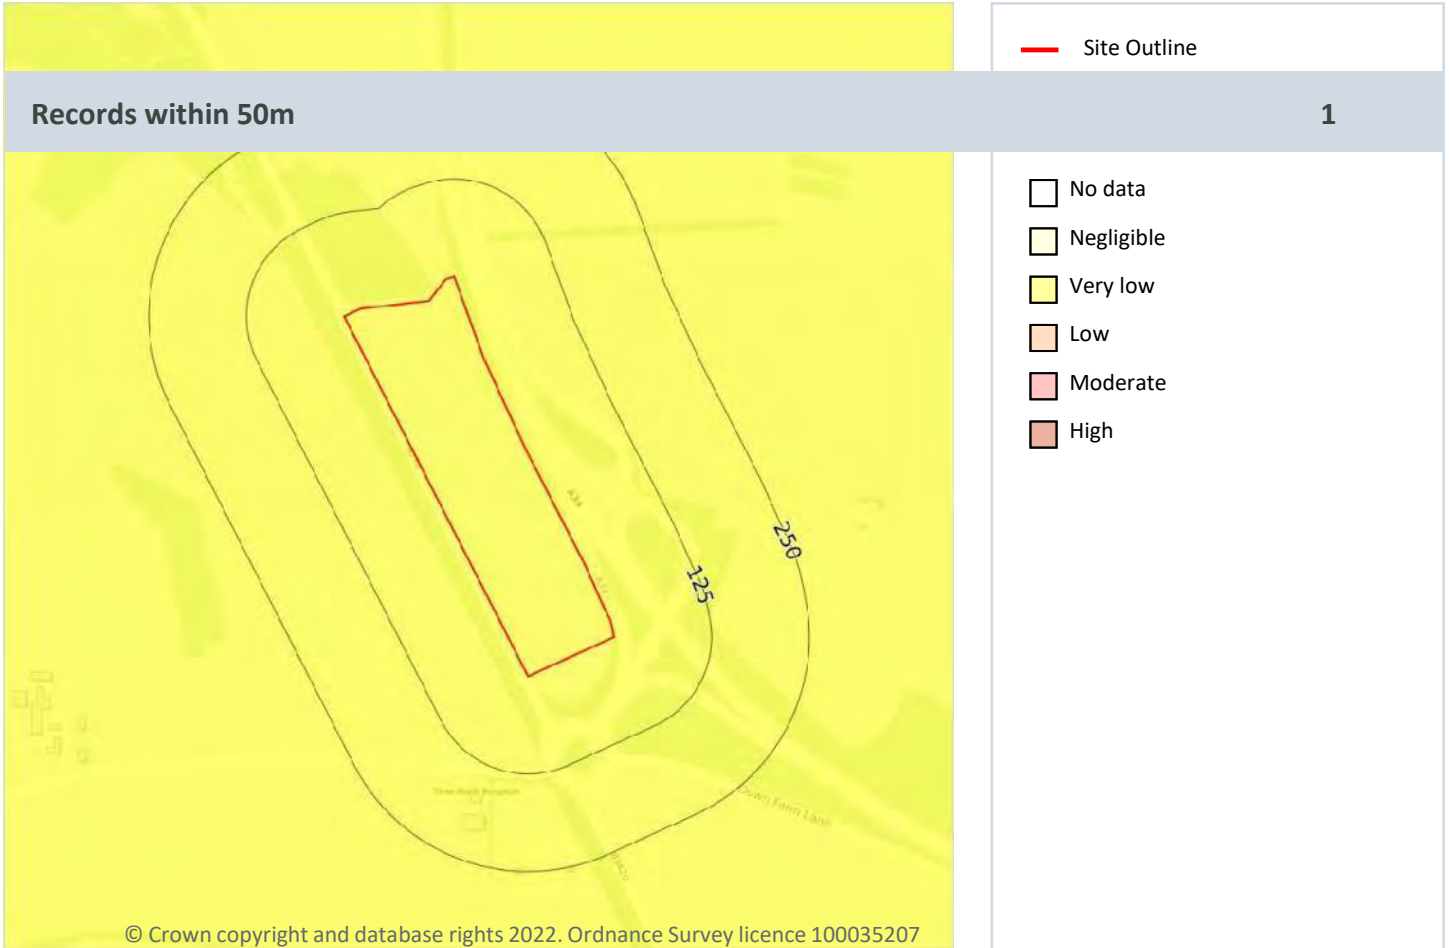 Site Outline
Records within 50m 1
No data
Negligible
Very low
Low
Moderate
High
A34
250
125
Down Farm Lane
© Crown copyright and database rights 2022. Ordnance Survey licence 100035207